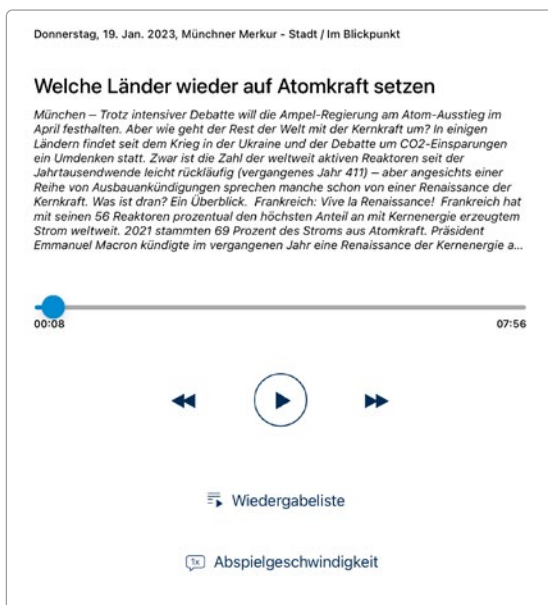 Donnerstag, 19. Jan. 2023, Münchner Merkur - Stadt / Im Blickpunkt
Welche Länder wieder auf Atomkraft setzen
München — Trotz intensiver Debatte will die Ampel-Regierung am Atom-Ausstieg im
April festhalten. Aber wie geht der Rest der Welt mit der Kernkraft um? In einigen
Ländern findet seit dem Krieg in der Ukraine und der Debatte um CO2-Einsparungen
ein Umdenken statt. Zwar ist die Zahl der weltweit aktiven Reaktoren seit der
Jahrtausendwende leicht rückläufig (vergangenes Jahr 411) — aber angesichts einer
Reihe von Ausbauankündigungen sprechen manche schon von einer Renaissance der
Kernkraft. Was ist dran? Ein Überblick. Frankreich: Vive la Renaissance! Frankreich hat
mit seinen 56 Reaktoren prozentual den höchsten Anteil an mit Kernenergie erzeugtem
Strom weltweit. 2021 stammten 69 Prozent des Stroms aus Atomkraft. Präsident
Emmanuel Macron kündigte im vergangenen Jahr eine Renaissance der Kernenergie a...
00:08 07:56
Wiedergabeliste
1x Abspielgeschwindigkeit